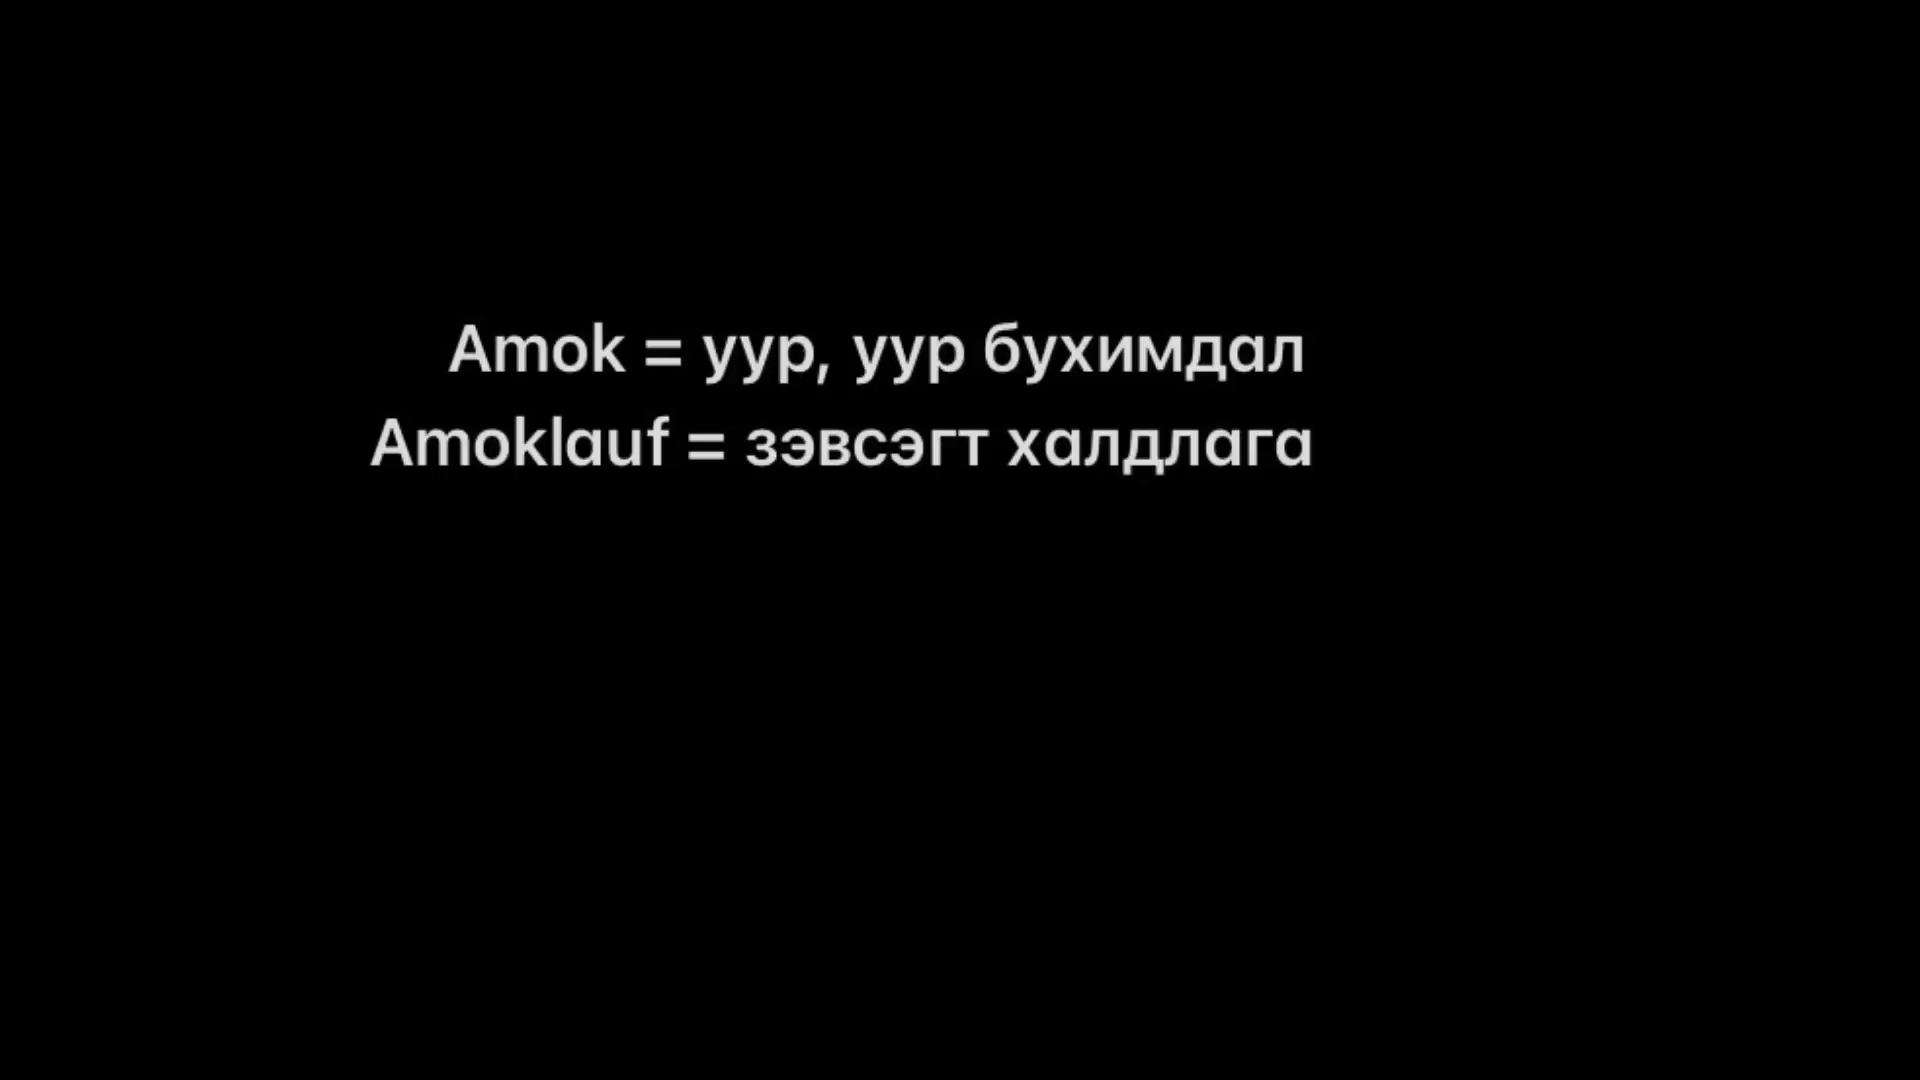 Amok = уур, уур бухимдал
Amoklauf = зэвсэгт халдлага